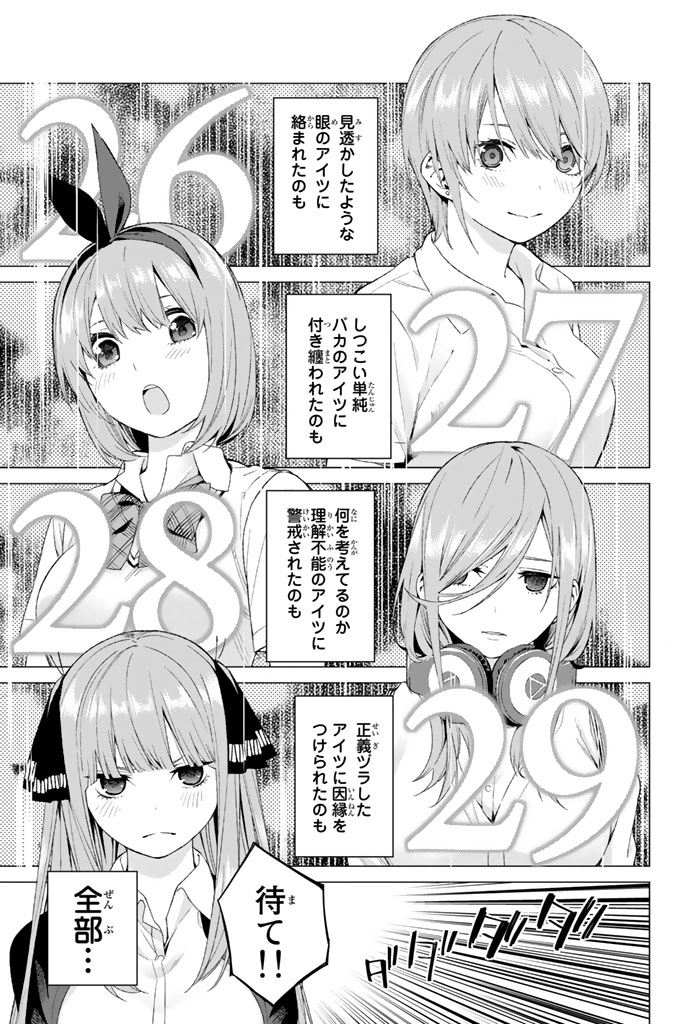 26
見透かしたような
眼のアイツに
絡まれたのも
27
しつこい単純
バカのアイツに
付き纏われたのも
28
何を考えてるのか
理解不能のアイツに
警戒されたのも
29
正義ヅラした
アイツに因縁を
つけられたのも
ダダダッ
待て!!
全部…